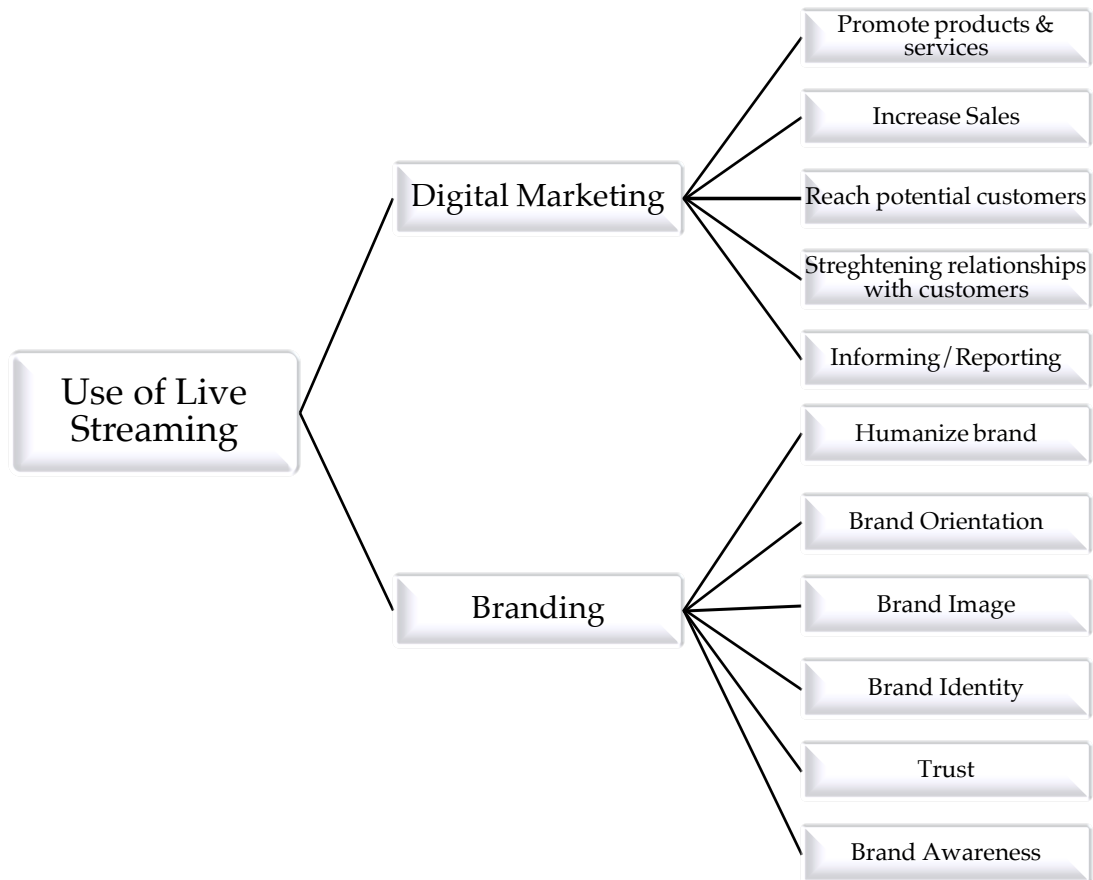 Use of Live
Streaming
Digital Marketing
Promote products &
services
Increase Sales
Reach potential customers
Streghtening relationships
with customers
Informing/Reporting
Branding
Humanize brand
Brand Orientation
Brand Image
Brand Identity
Trust
Brand Awareness